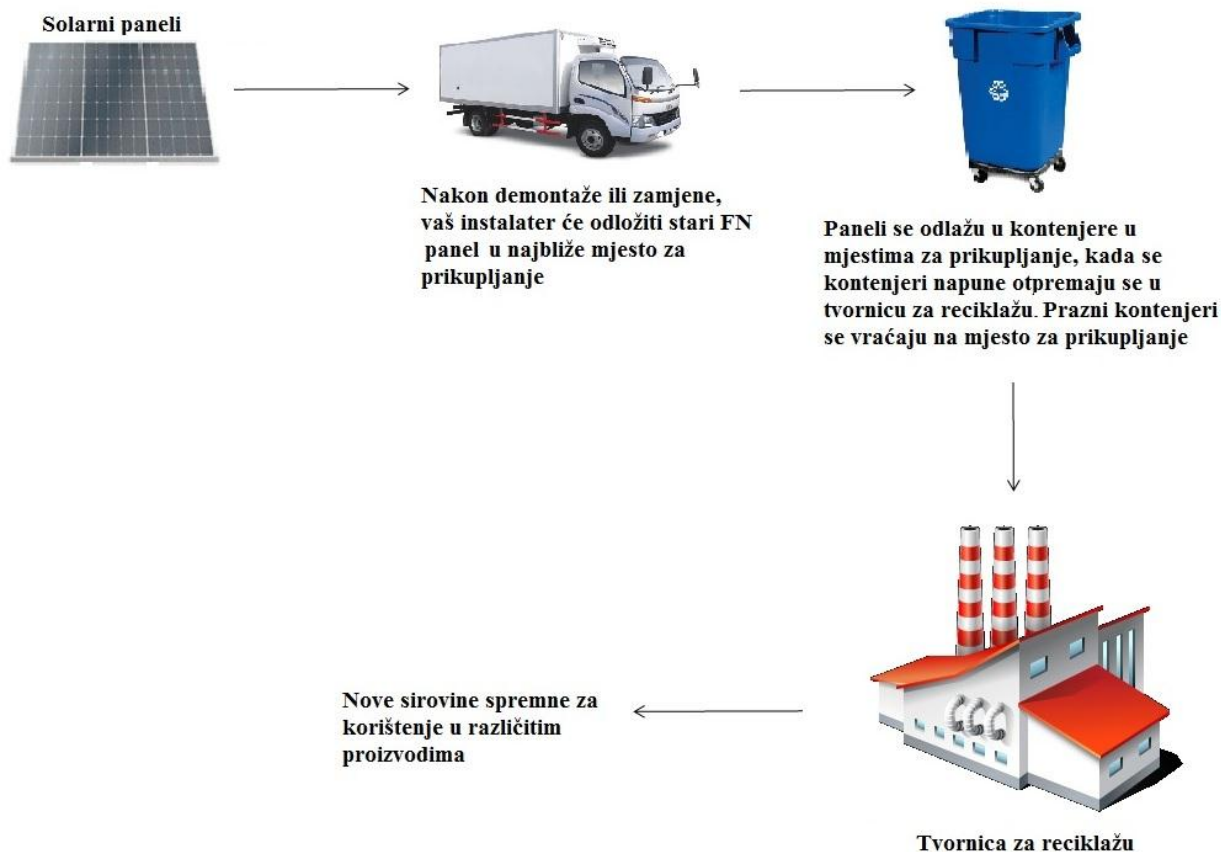 Solarni paneli
Nakon demontaže ili zamjene,
vaš instalater će odložiti stari FN
panel u najbliže mjesto za
prikupljanje
Paneli se odlažu u kontenjere u
mjestima za prikupljanje, kada se
kontenjeri napune otpremaju se u
tvornicu za reciklažu. Prazni kontenjeri
se vraćaju na mjesto za prikupljanje
Nove sirovine spremne za
korištenje u različitim
proizvodima
Tvornica za reciklažu